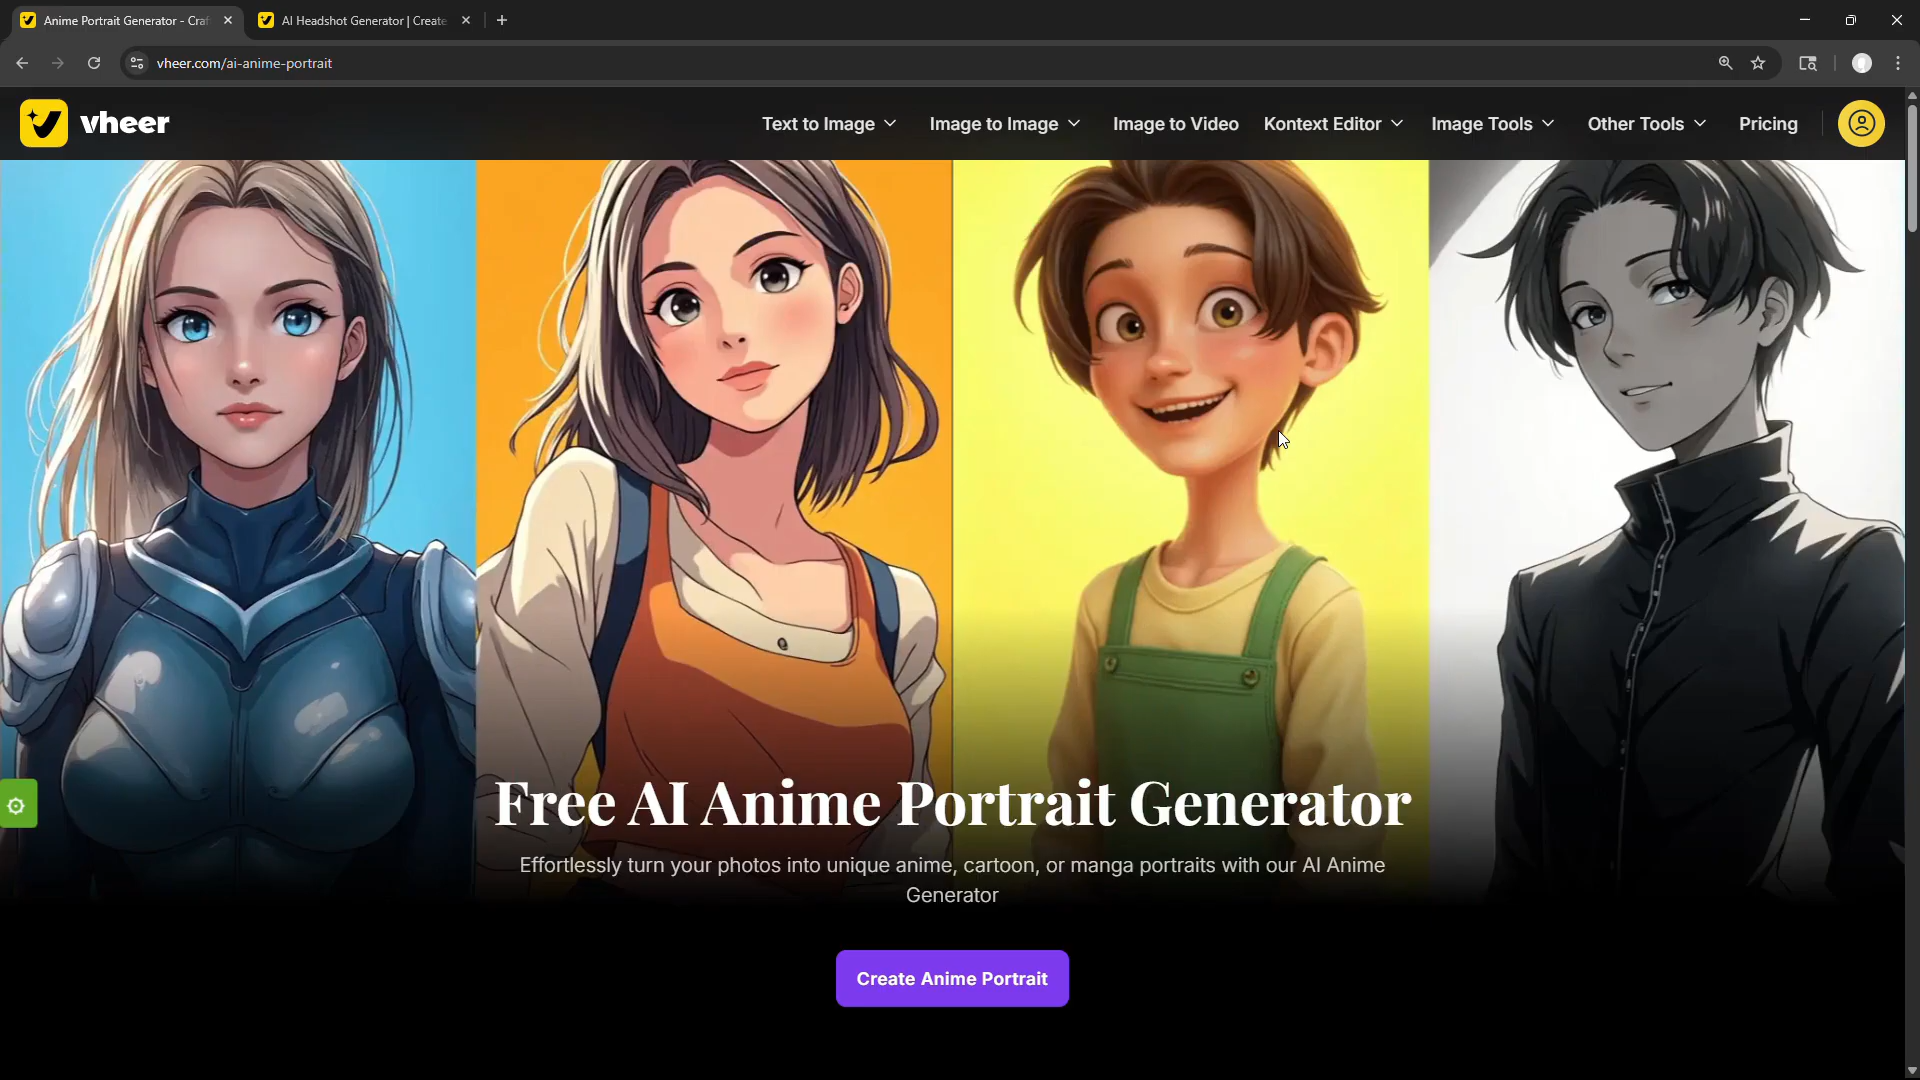 Anime Portrait Generator - Craf
AI Headshot Generator | Create
vheer.com/ai-anime-portrait
vheer
Text to Image
Image to Image
Image to Video
Kontext Editor
Image Tools
Other Tools
Pricing
Free AI Anime Portrait Generator
Effortlessly turn your photos into unique anime, cartoon, or manga portraits with our AI Anime
Generator
Create Anime Portrait